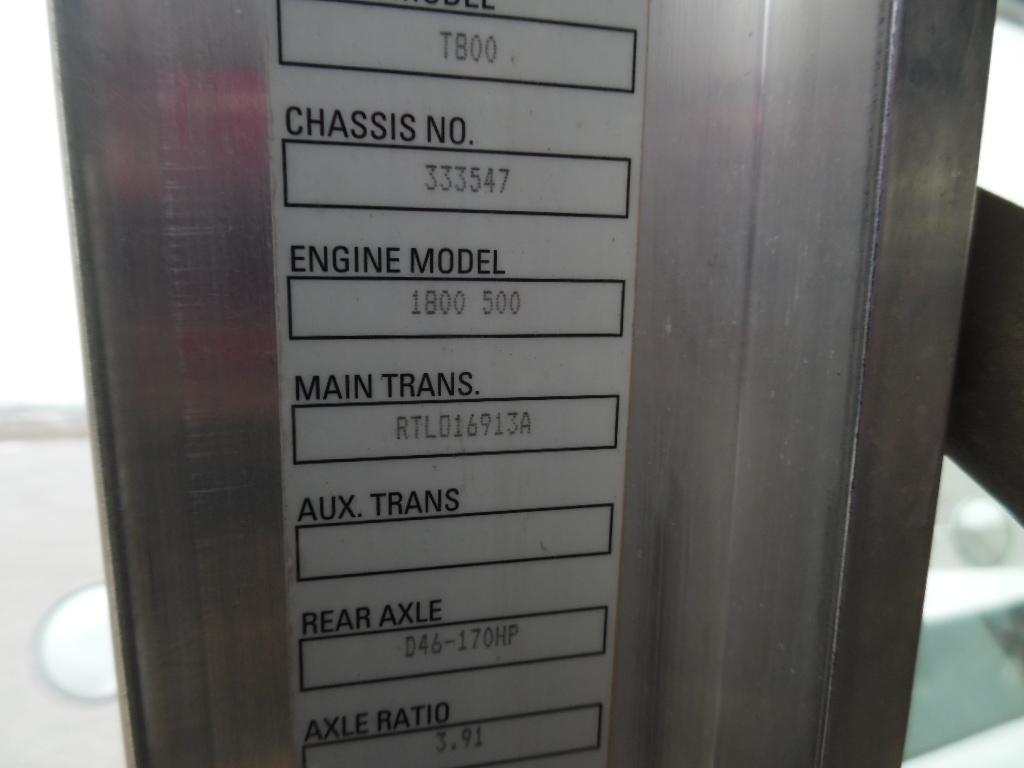 MODEL
T800
CHASSIS NO.
333547
ENGINE MODEL
1800 500
MAIN TRANS.
RTLO16913A
AUX. TRANS
REAR AXLE
D46-170HP
AXLE RATIO
3.91